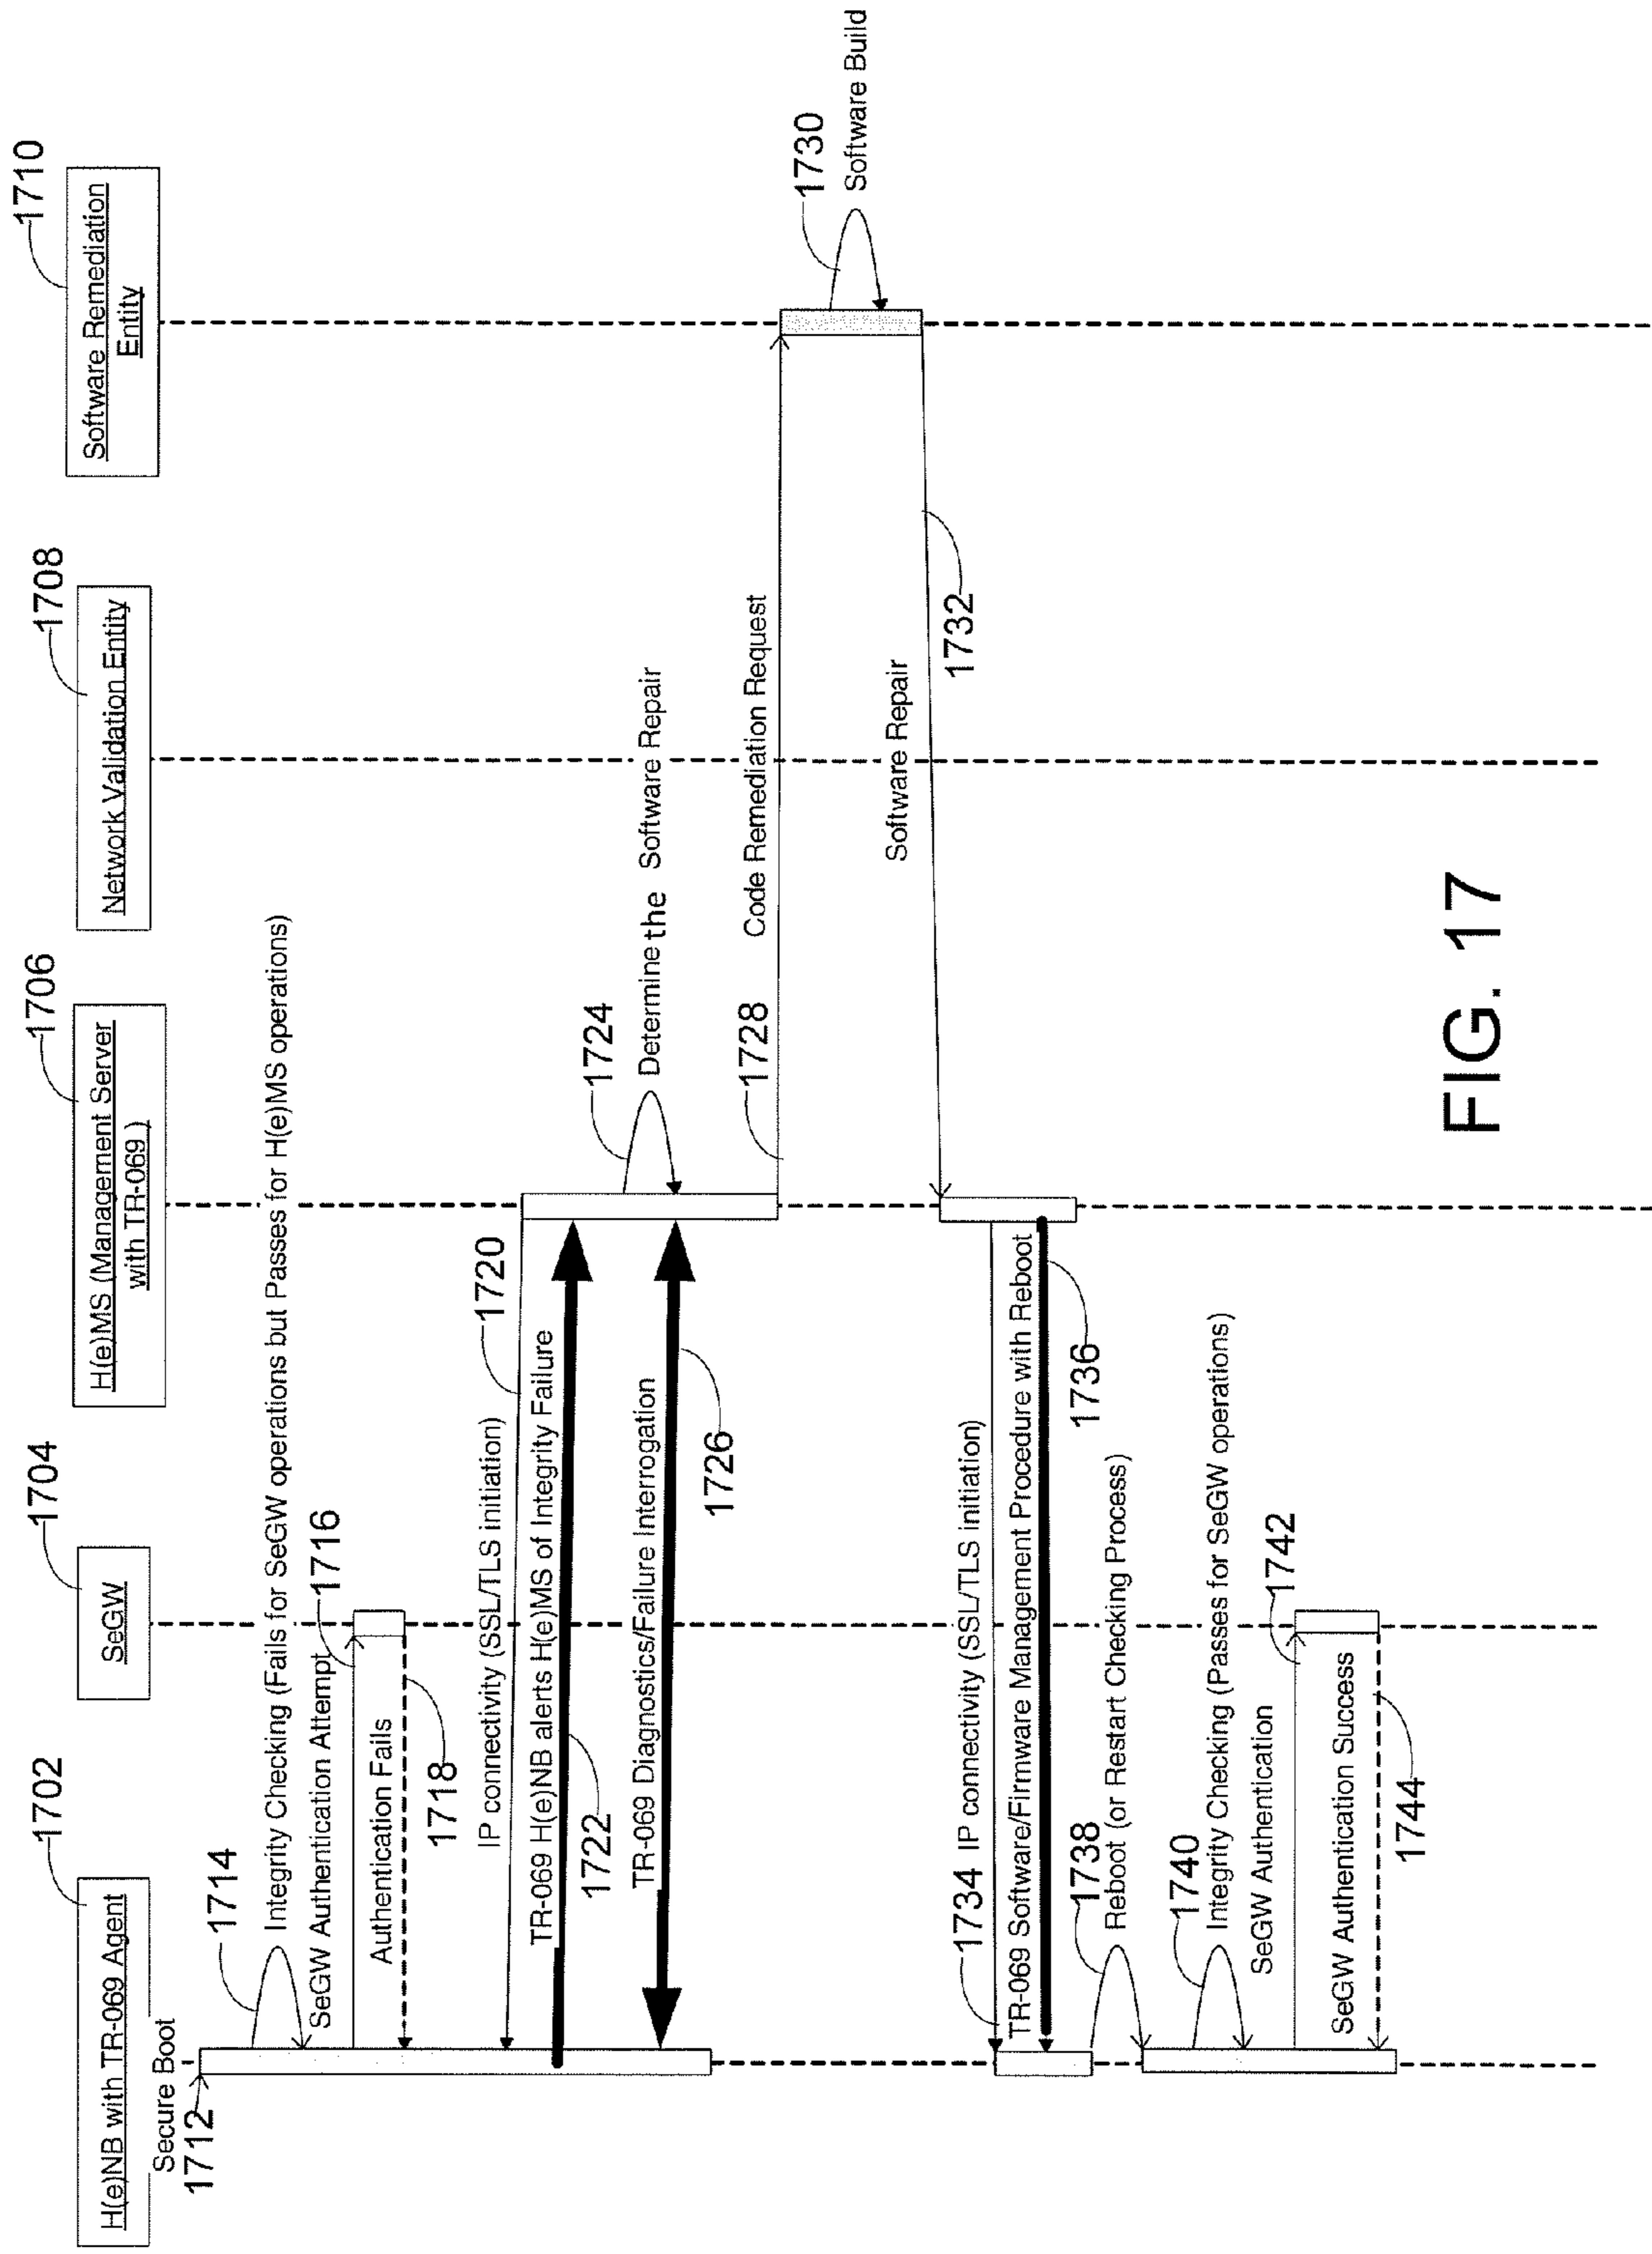 1702
H(e)NB with TR-069 Agent
1704
SeGW
1706
H(e)MS (Management Server
with TR-069 )
1708
Network Validation Entity
1710
Software Remediation
Entity
Secure Boot
1712
1714
Integrity Checking (Fails for SeGW operations but Passes for H(e)MS operations)
SeGW Authentication Attempt
1716
Authentication Fails
1718
IP connectivity (SSL/TLS initiation)
1720
TR-069 H(e)NB alerts H(e)MS of Integrity Failure
1722
1724
Determine the Software Repair
TR-069 Diagnostics/Failure Interrogation
1726
1728
Code Remediation Request
1730
Software Build
Software Repair
1732
1734
IP connectivity (SSL/TLS initiation)
TR-069 Software/Firmware Management Procedure with Reboot
1736
1738
Reboot (or Restart Checking Process)
1740
Integrity Checking (Passes for SeGW operations)
SeGW Authentication
1742
SeGW Authentication Success
1744
FIG. 17